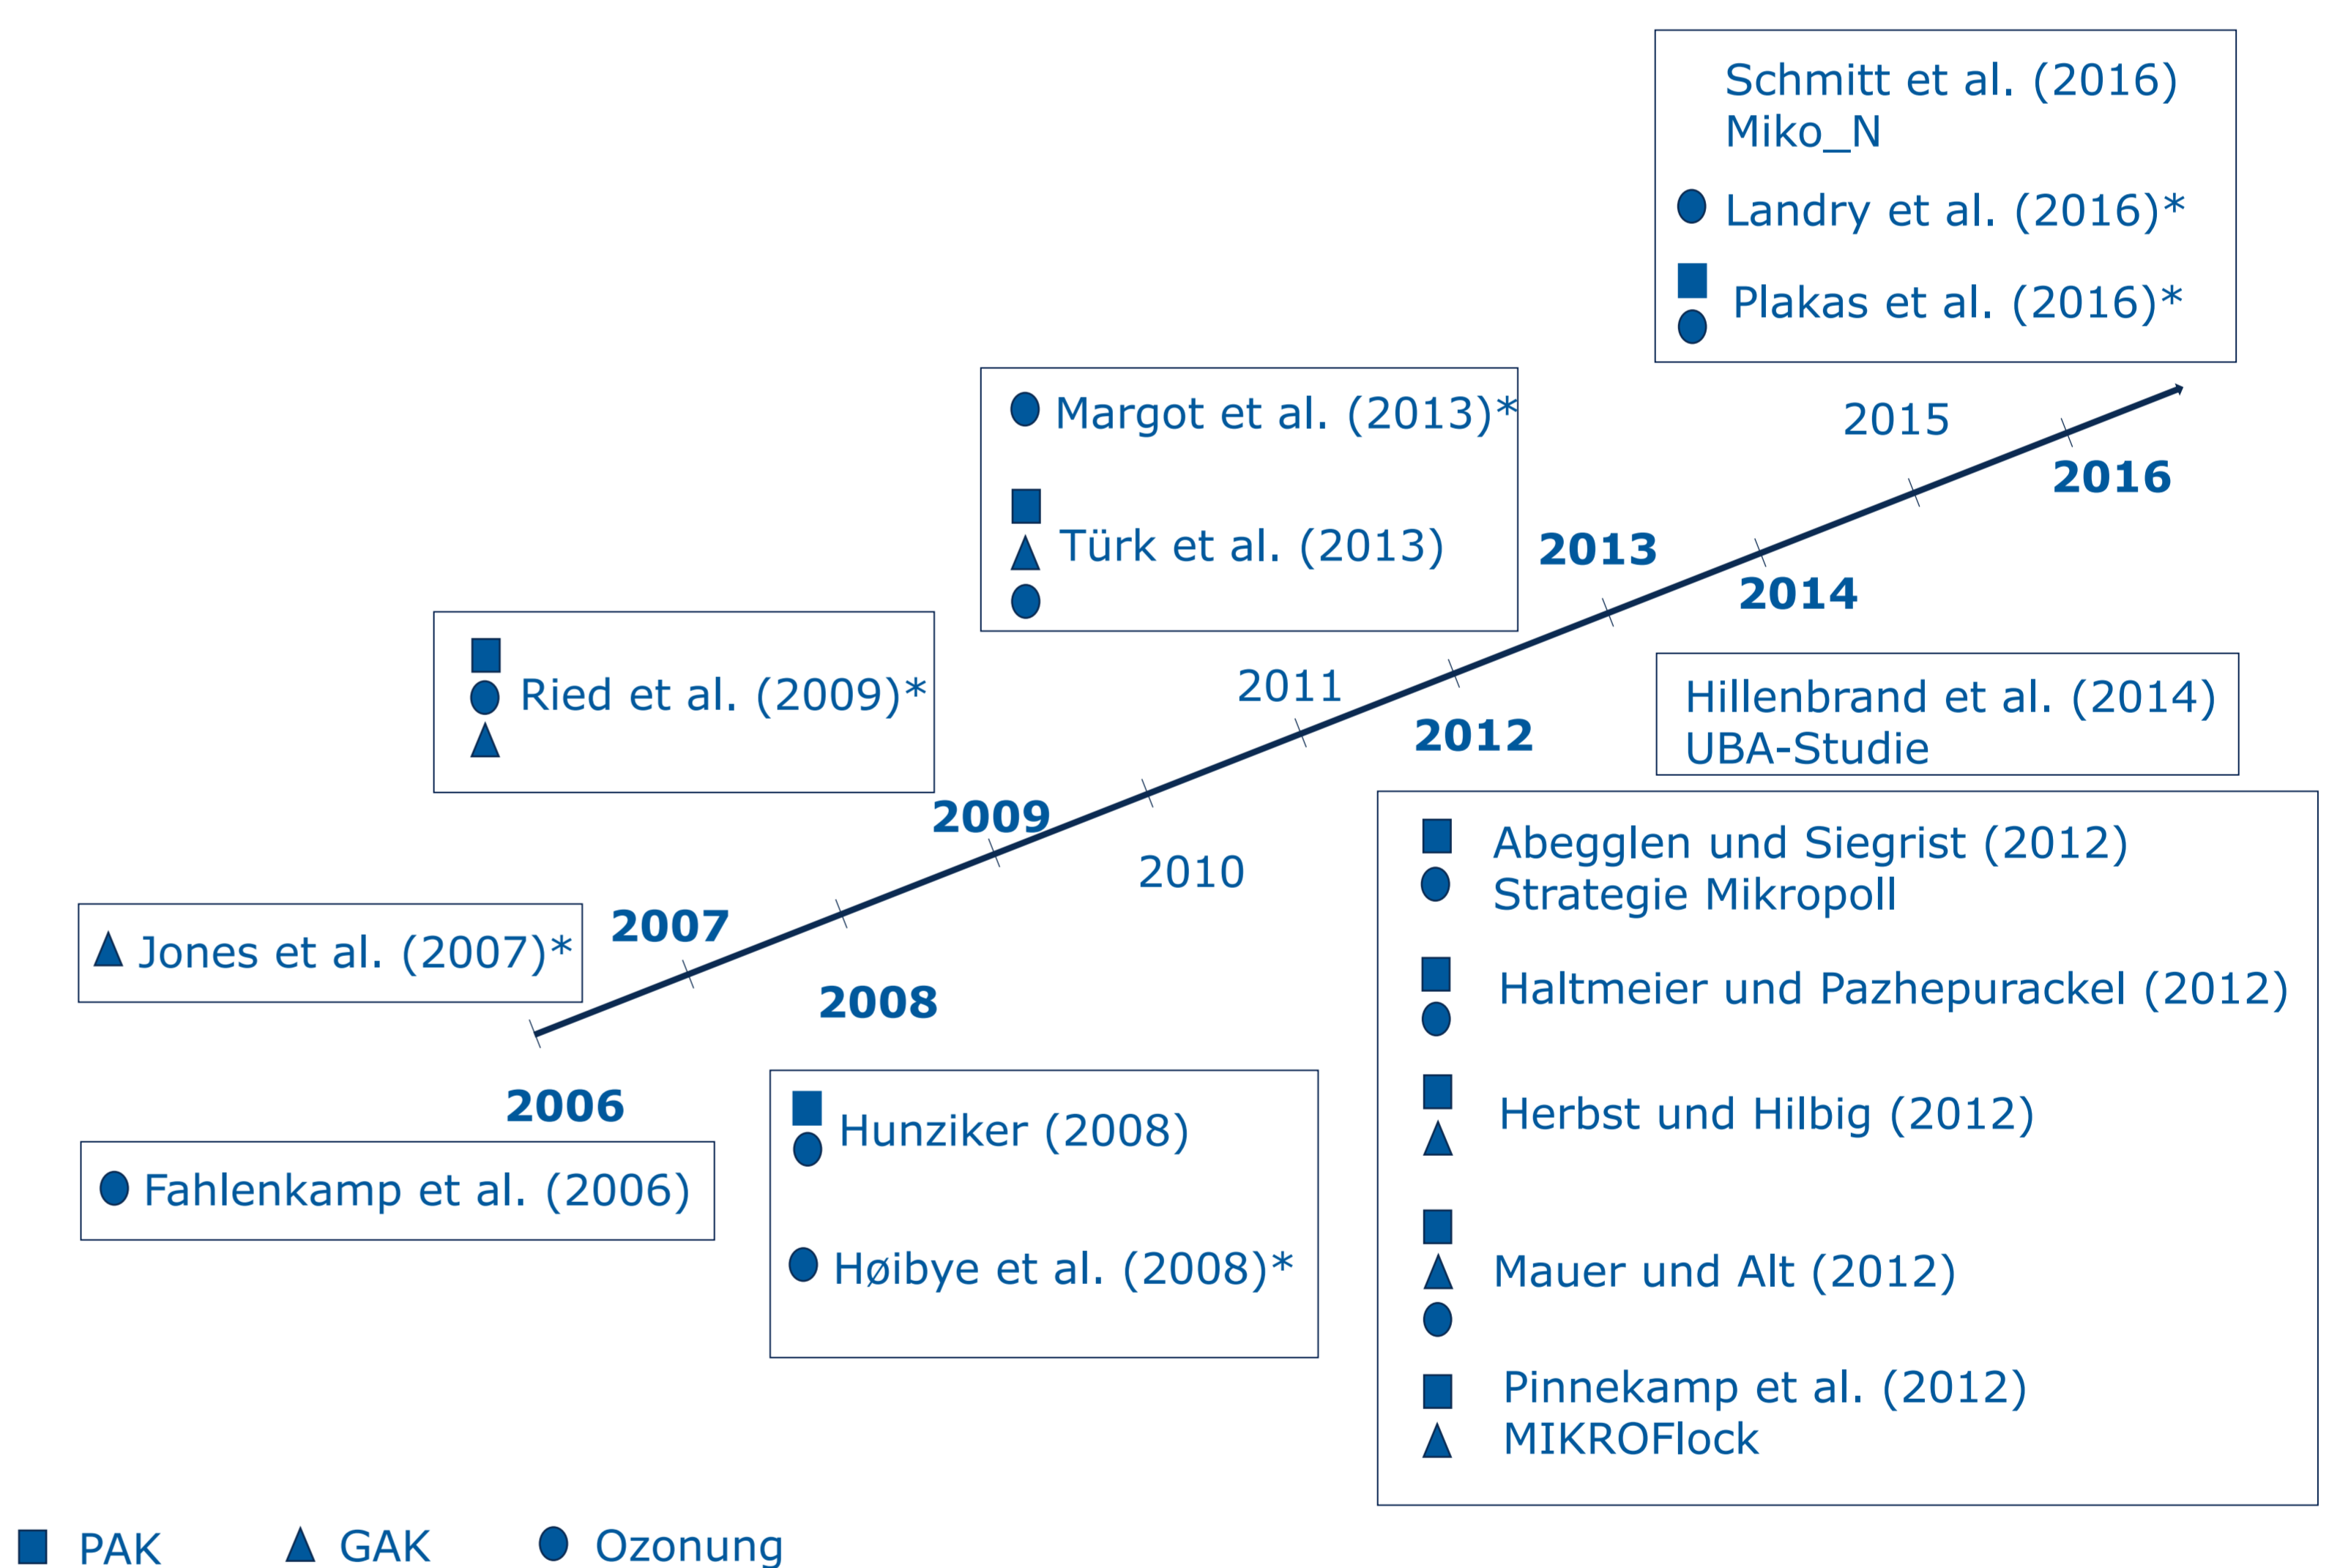 Schmitt et al. (2016)
Miko_N
Landry et al. (2016)*
Plakas et al. (2016)*
Margot et al. (2013)*
Türk et al. (2013)
2015
2016
2013
2014
Ried et al. (2009)*
2011
2012
Hillenbrand et al. (2014)
UBA-Studie
2009
2010
Abegglen und Siegrist (2012)
Strategie Mikropoll
Haltmeier und Pazhepurackel (2012)
Herbst und Hilbig (2012)
Mauer und Alt (2012)
Pinnekamp et al. (2012)
MIKROFlock
Jones et al. (2007)*
2007
2008
2006
Fahlenkamp et al. (2006)
Hunziker (2008)
Høibye et al. (2008)*
PAK
GAK
Ozonung